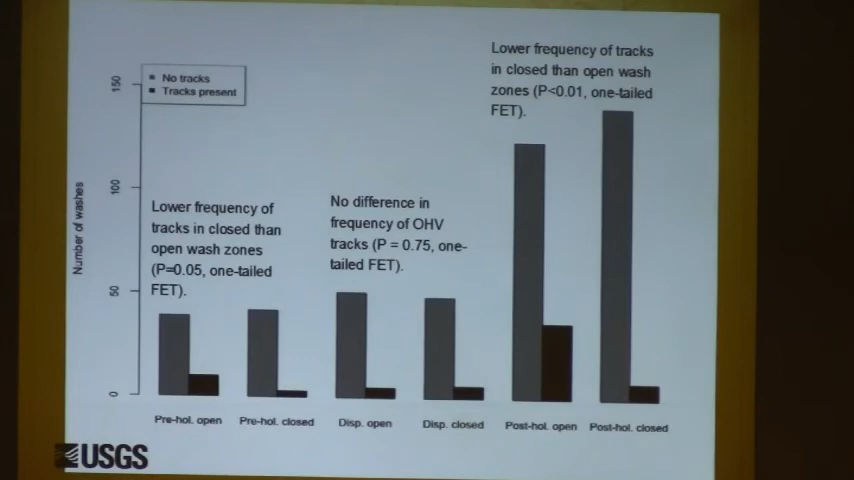 Lower frequency of tracks
in closed than open wash
zones (P<0.01, one-tailed
FET).
No tracks
Tracks present
150
100
50
0
Number of washes
Lower frequency of
tracks in closed than
open wash zones
(P=0.05, one-tailed
FET).
No difference in
frequency of OHV
tracks (P = 0.75, one-
tailed FET).
Pre-hol. open
Pre-hol. closed
Disp. open
Disp. closed
Post-hol. open
Post-hol. closed
USGS